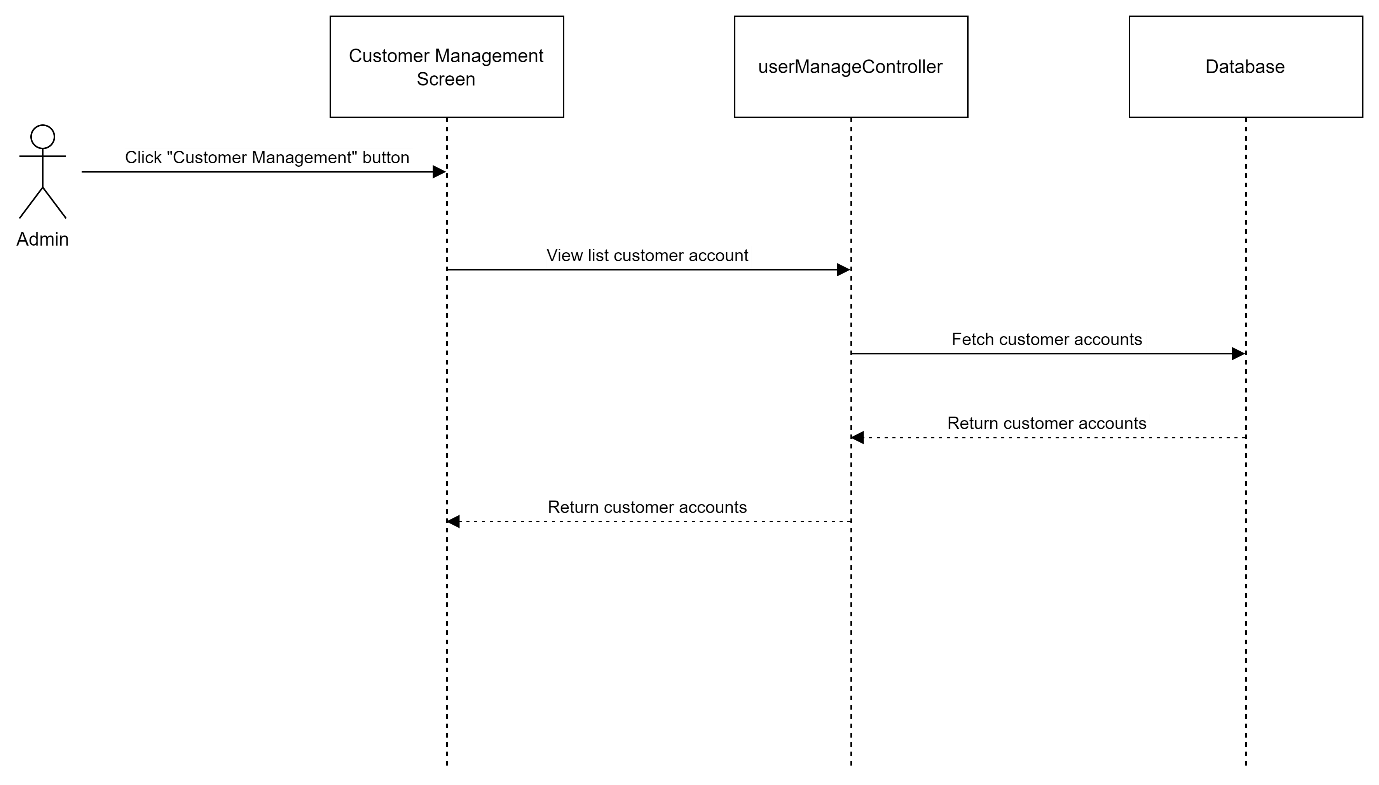 Customer Management
Screen
userManageController
Database
Click "Customer Management" button
Admin
View list customer account
Fetch customer accounts
Return customer accounts
Return customer accounts